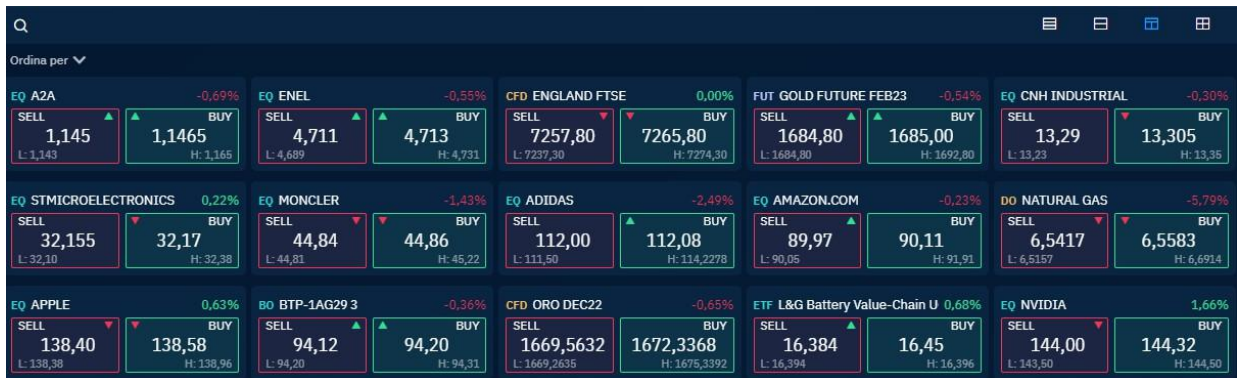 Ordina per
EQ A2A -0,69% EQ ENEL -0,55% CFD ENGLAND FTSE 0,00% FUT GOLD FUTURE FEB23 -0,54% EQ CNH INDUSTRIAL -0,30%
SELL BUY SELL BUY SELL BUY SELL BUY SELL BUY
1,145 1,1465 4,711 4,713 7257,80 7265,80 1684,80 1685,00 13,29 13,305
L: 1,143 H: 1,165 L: 4,689 H: 4,731 L: 7237,30 H: 7274,30 L: 1684,80 H: 1692,80 L: 13,23 H: 13,35
EQ STMICROELECTRONICS 0,22% EQ MONCLER -1,43% EQ ADIDAS -2,49% EQ AMAZON.COM -0,23% DO NATURAL GAS -5,79%
SELL BUY SELL BUY SELL BUY SELL BUY SELL BUY
32,155 32,17 44,84 44,86 112,00 112,08 89,97 90,11 6,5417 6,5583
L: 32,10 H: 32,38 L: 44,81 H: 45,22 L: 111,50 H: 114,2278 L: 90,05 H: 91,91 L: 6,5157 H: 6,6914
EQ APPLE 0,63% BO BTP-1AG29 3 -0,36% CFD ORO DEC22 -0,65% ETF L&G Battery Value-Chain U 0,68% EQ NVIDIA 1,66%
SELL BUY SELL BUY SELL BUY SELL BUY SELL BUY
138,40 138,58 94,12 94,20 1669,5632 1672,3368 16,384 16,45 144,00 144,32
L: 138,38 H: 138,96 L: 94,20 H: 94,31 L: 1669,2635 H: 1675,3392 L: 16,394 H: 16,396 L: 143,50 H: 144,50